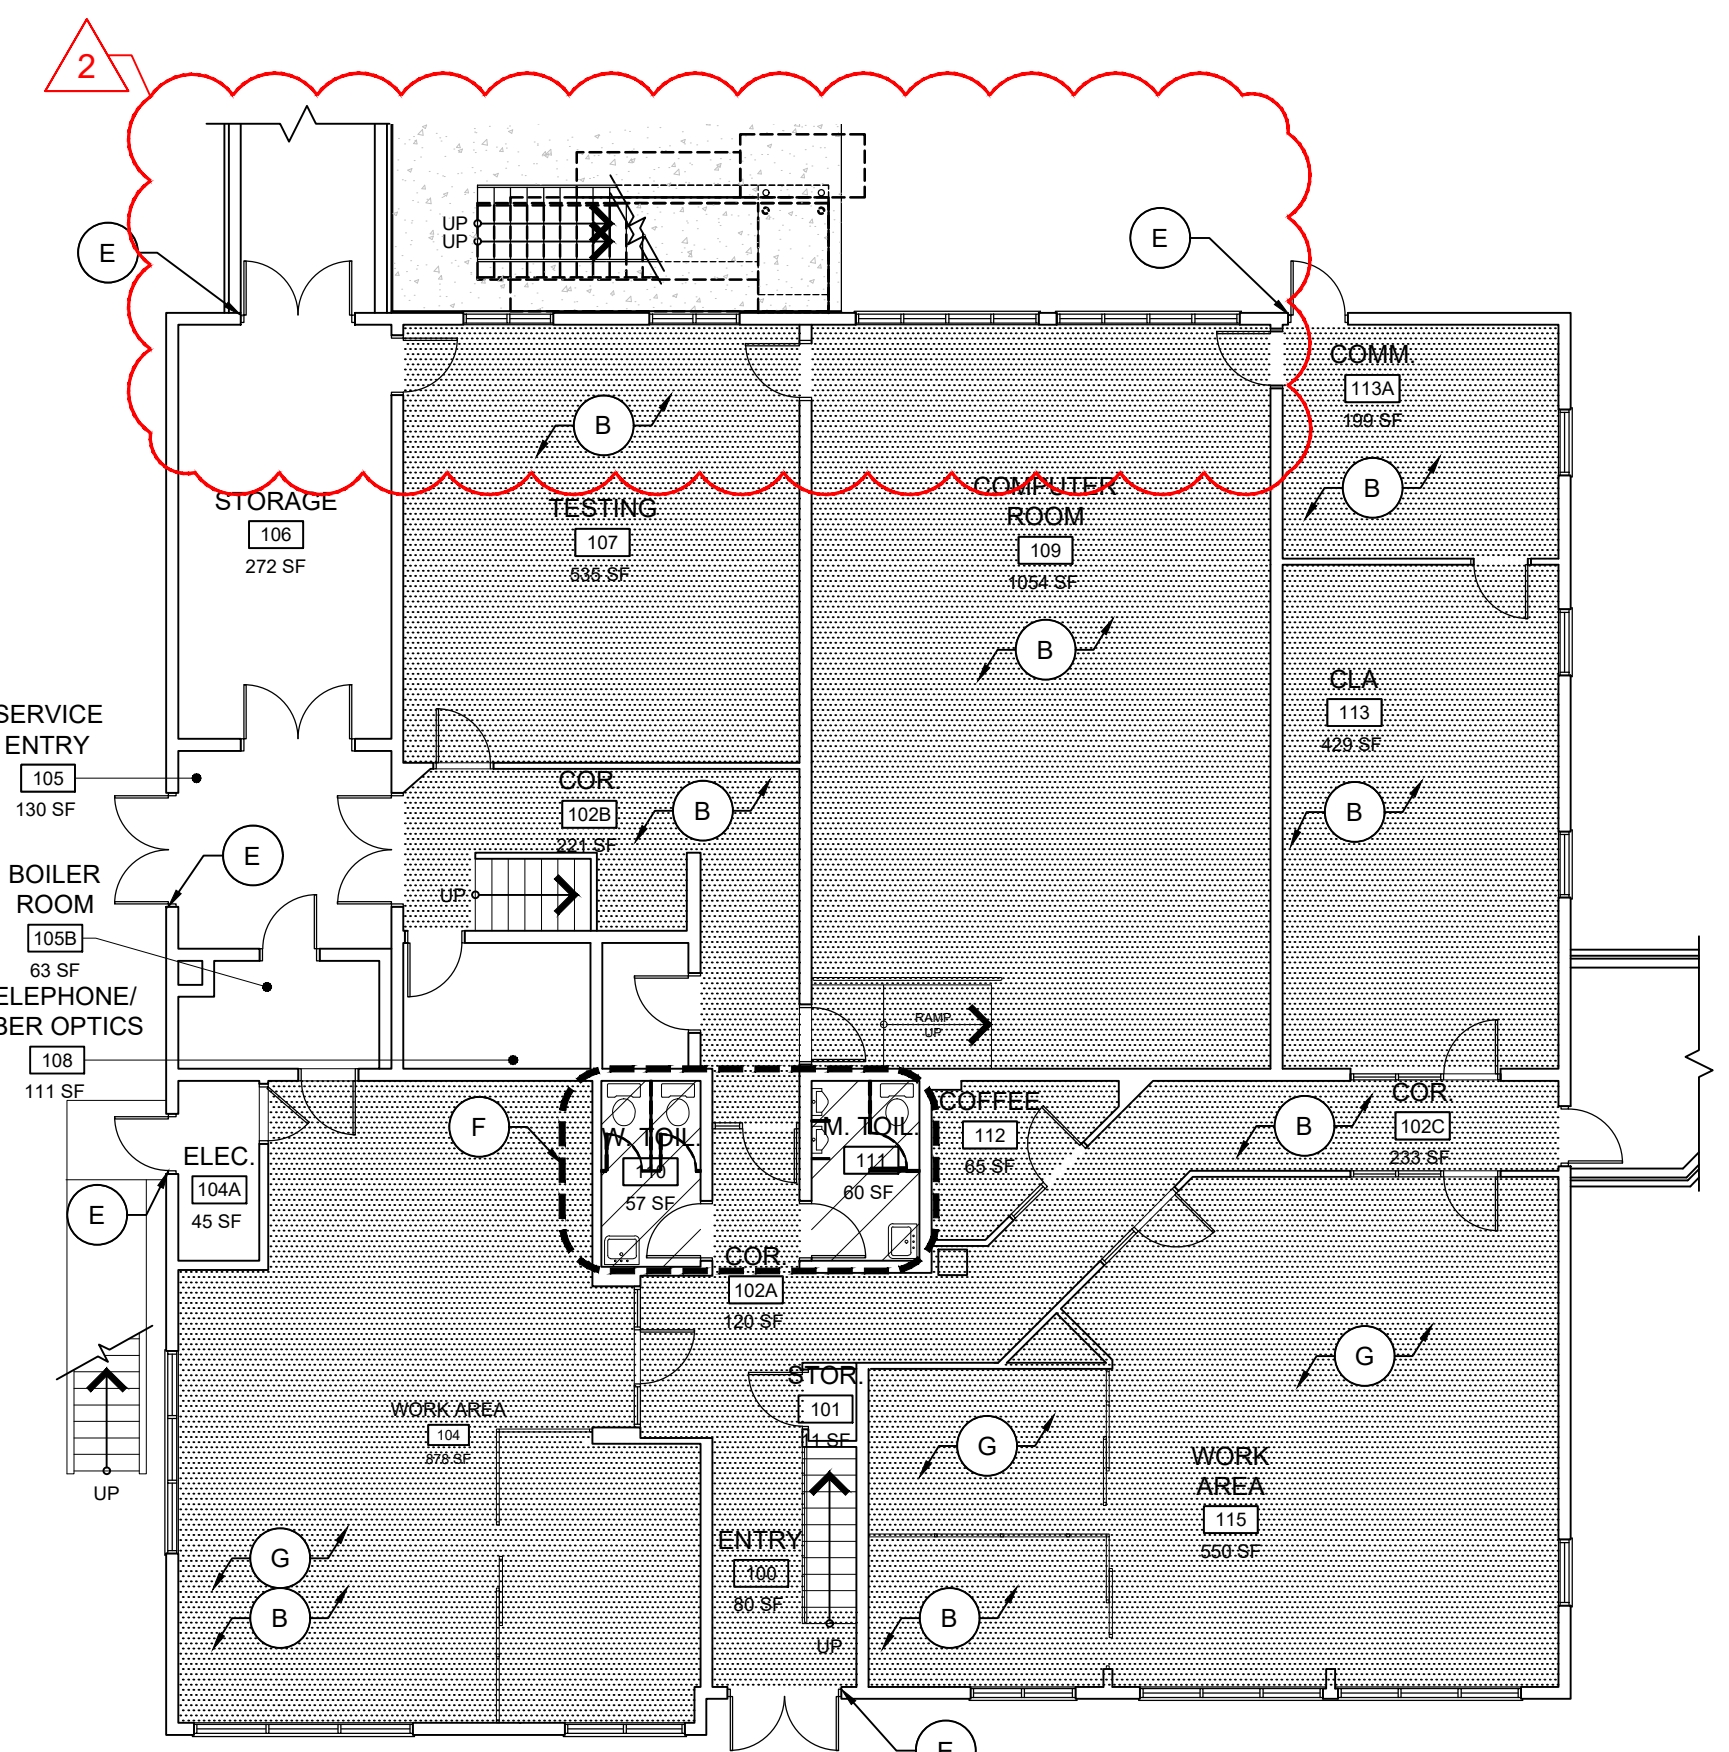 2
UP
UP
E
E
COMM.
113A
199 SF
B
B
STORAGE
106
272 SF
TESTING
107
535 SF
COMPUTER
ROOM
109
1054 SF
B
CLA
113
429 SF
B
SERVICE
ENTRY
105
130 SF
COR.
102B
221 SF
B
E
UP
BOILER
ROOM
105B
63 SF
ELEPHONE/
BER OPTICS
108
111 SF
RAMP
UP
F
W. TOIL.
110
57 SF
M. TOIL.
111
60 SF
COFFEE
112
65 SF
B
COR.
102C
233 SF
ELEC.
104A
45 SF
E
COR.
102A
120 SF
G
STOR.
101
11 SF
WORK AREA
104
878 SF
G
WORK
AREA
115
550 SF
UP
ENTRY
100
80 SF
G
B
B
UP
E